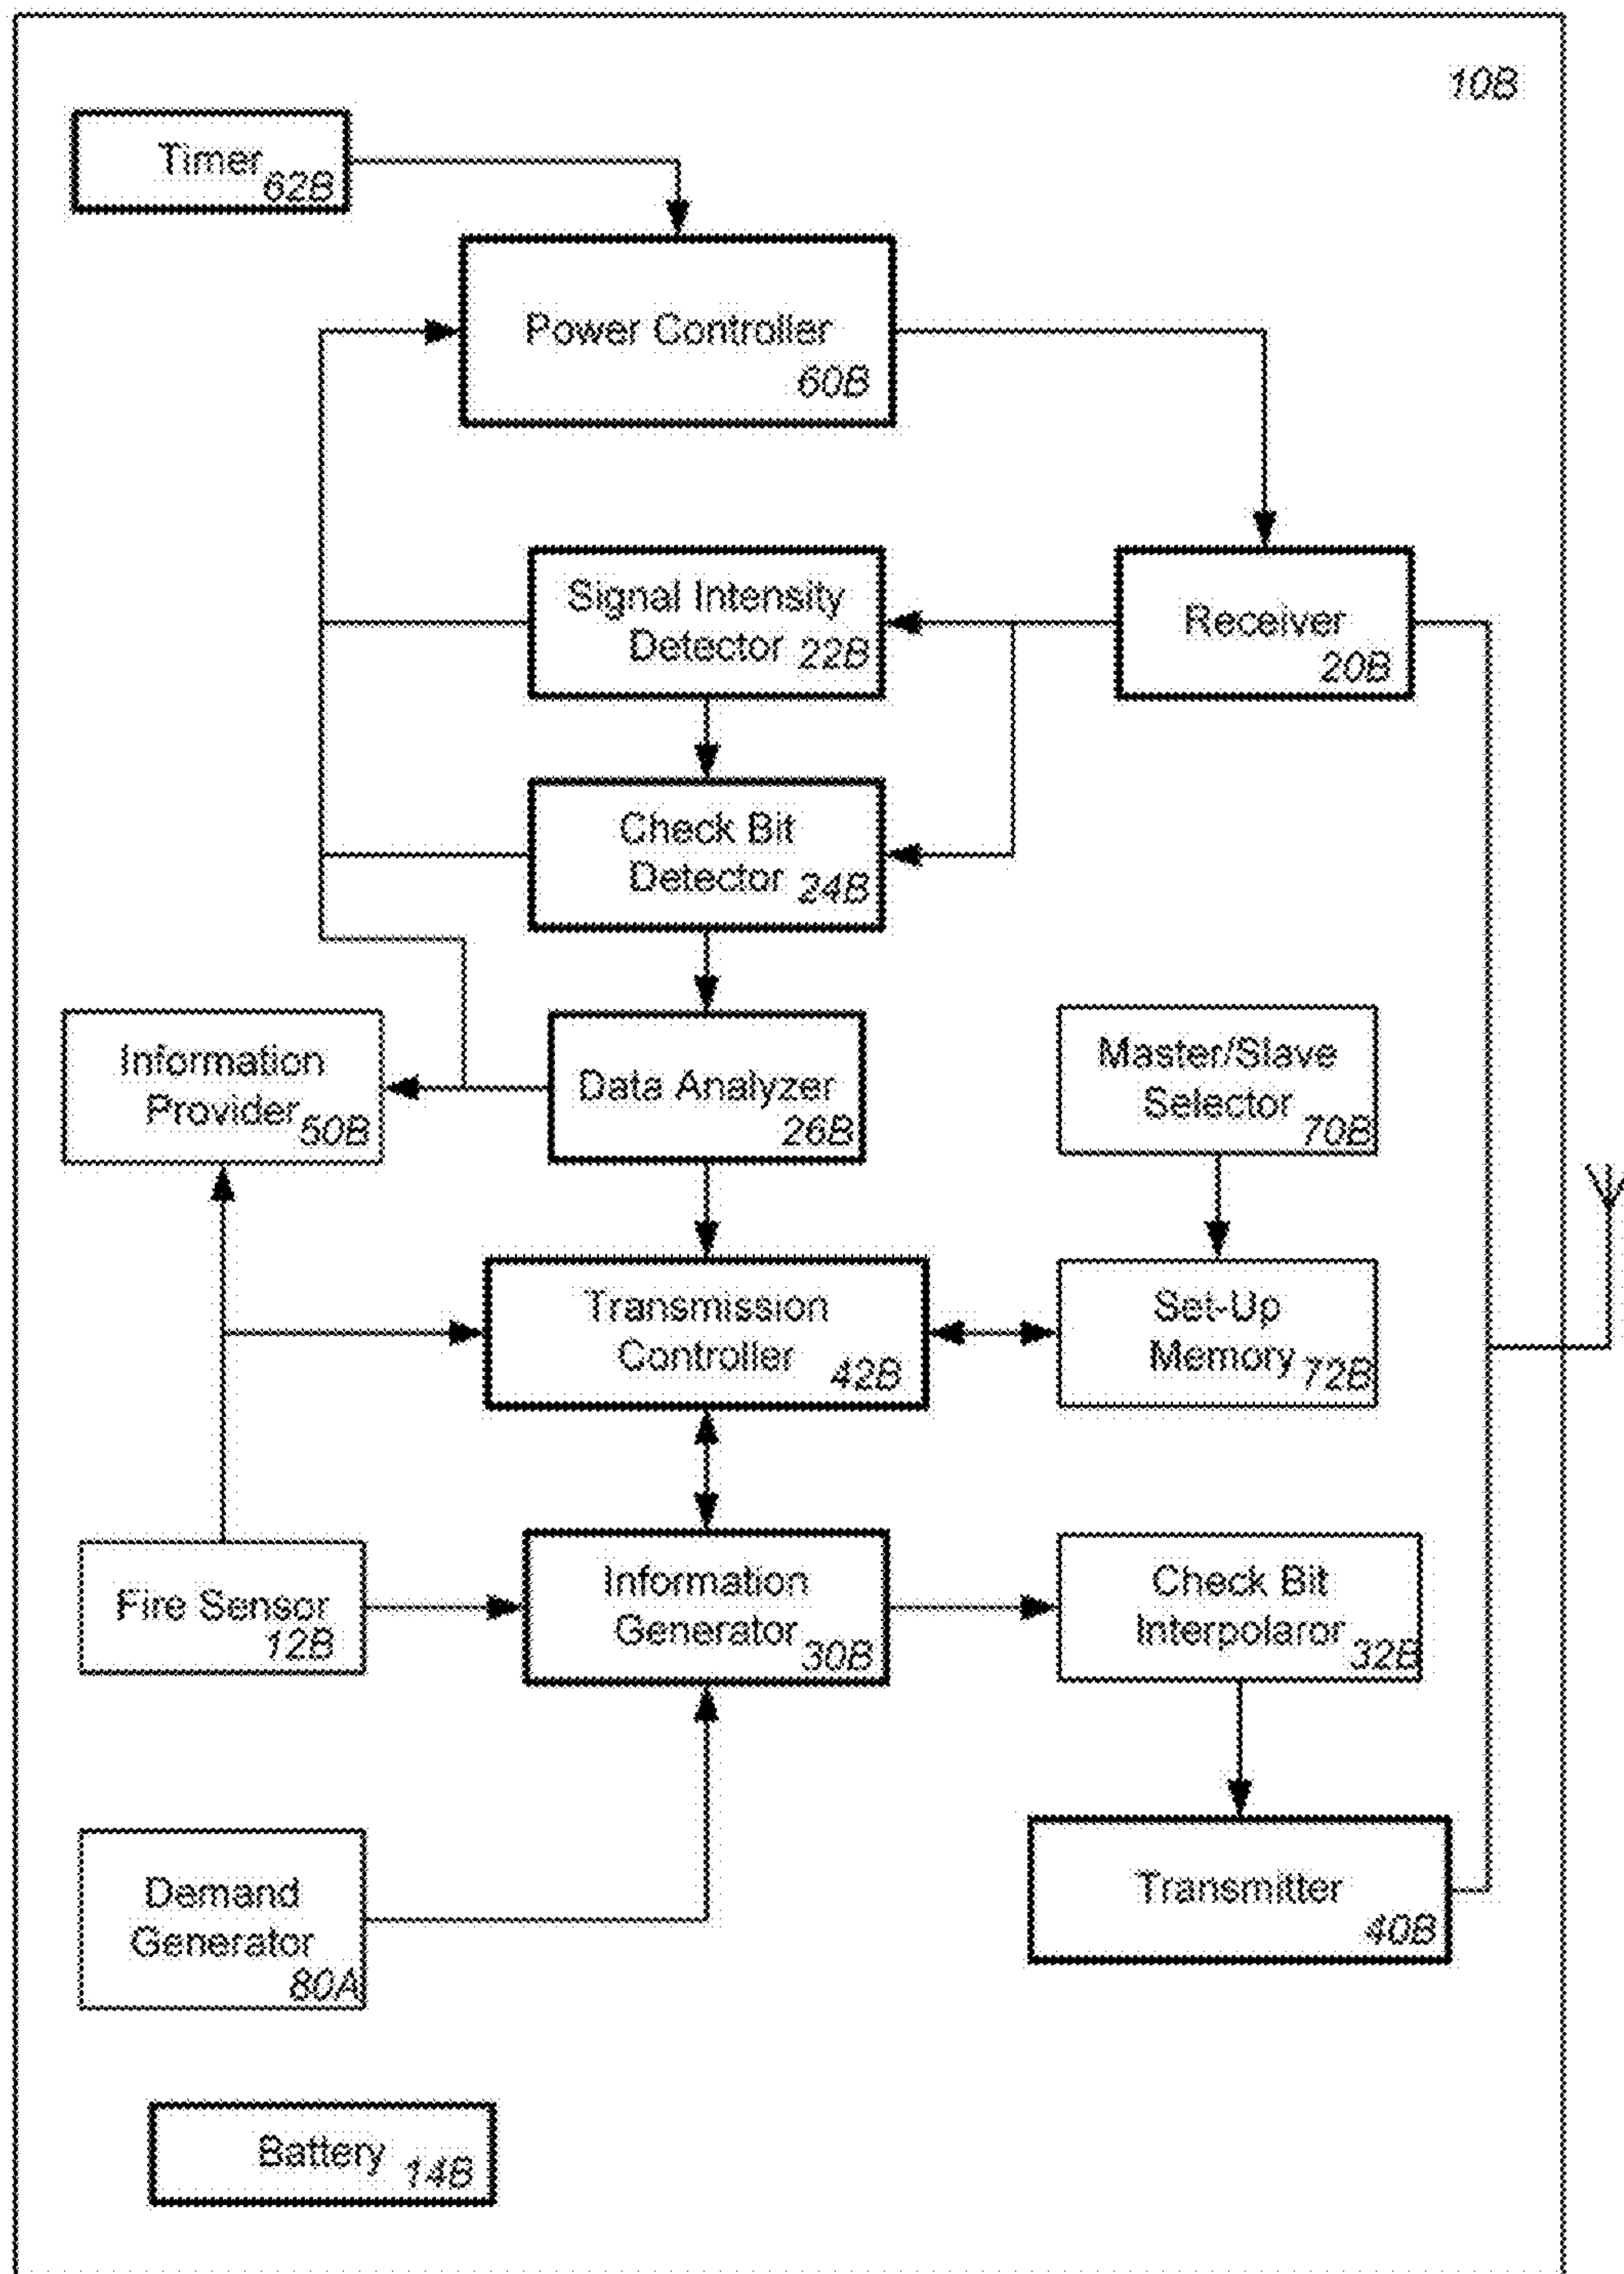 10B
Timer
62B
Power Controller
60B
Signal Intensity
Detector 22B
Receiver
20B
Check Bit
Detector 24B
Information
Provider 50B
Data Analyzer
26B
Master/Slave
Selector 70B
Transmission
Controller 42B
Set-Up
Memory 72B
Fire Sensor
12B
Information
Generator 30B
Check Bit
Interpolaror 32B
Demand
Generator
80A
Transmitter
40B
Battery 14B